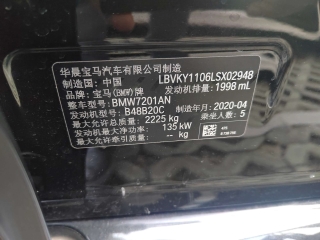 华晨宝马汽车有限公司制造
制造国：中国 LBVKY1106LSX02948
品牌：宝马(BMW)牌 发动机排量：1998 mL
整车型号：BMW7201AN
发动机型号：B48B20C 制造年月：2020-04
最大允许总质量：2225 kg 乘坐人数：5
发动机最大净功率：135 kW
最大允许牵引质量：-- kg